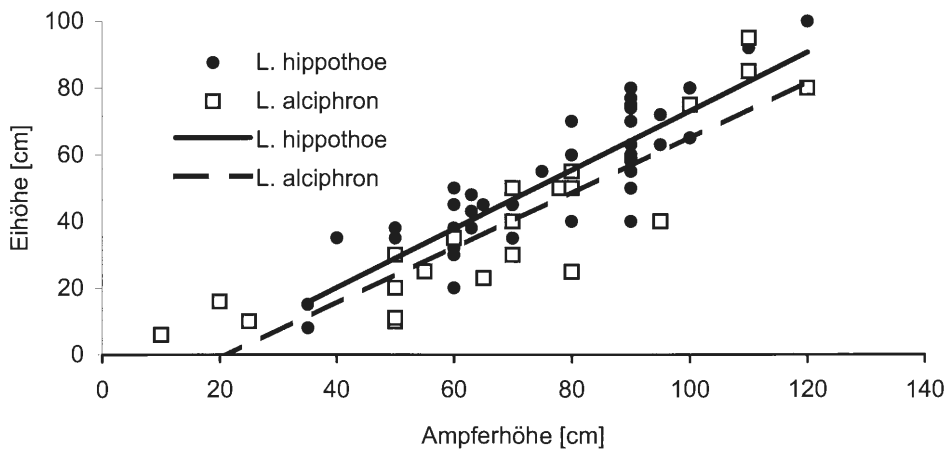 100
80
60
40
20
0
Eihöhe [cm]
L. hippothoe
L. alciphron
L. hippothoe
L. alciphron
0 20 40 60 80 100 120 140
Ampferhöhe [cm]